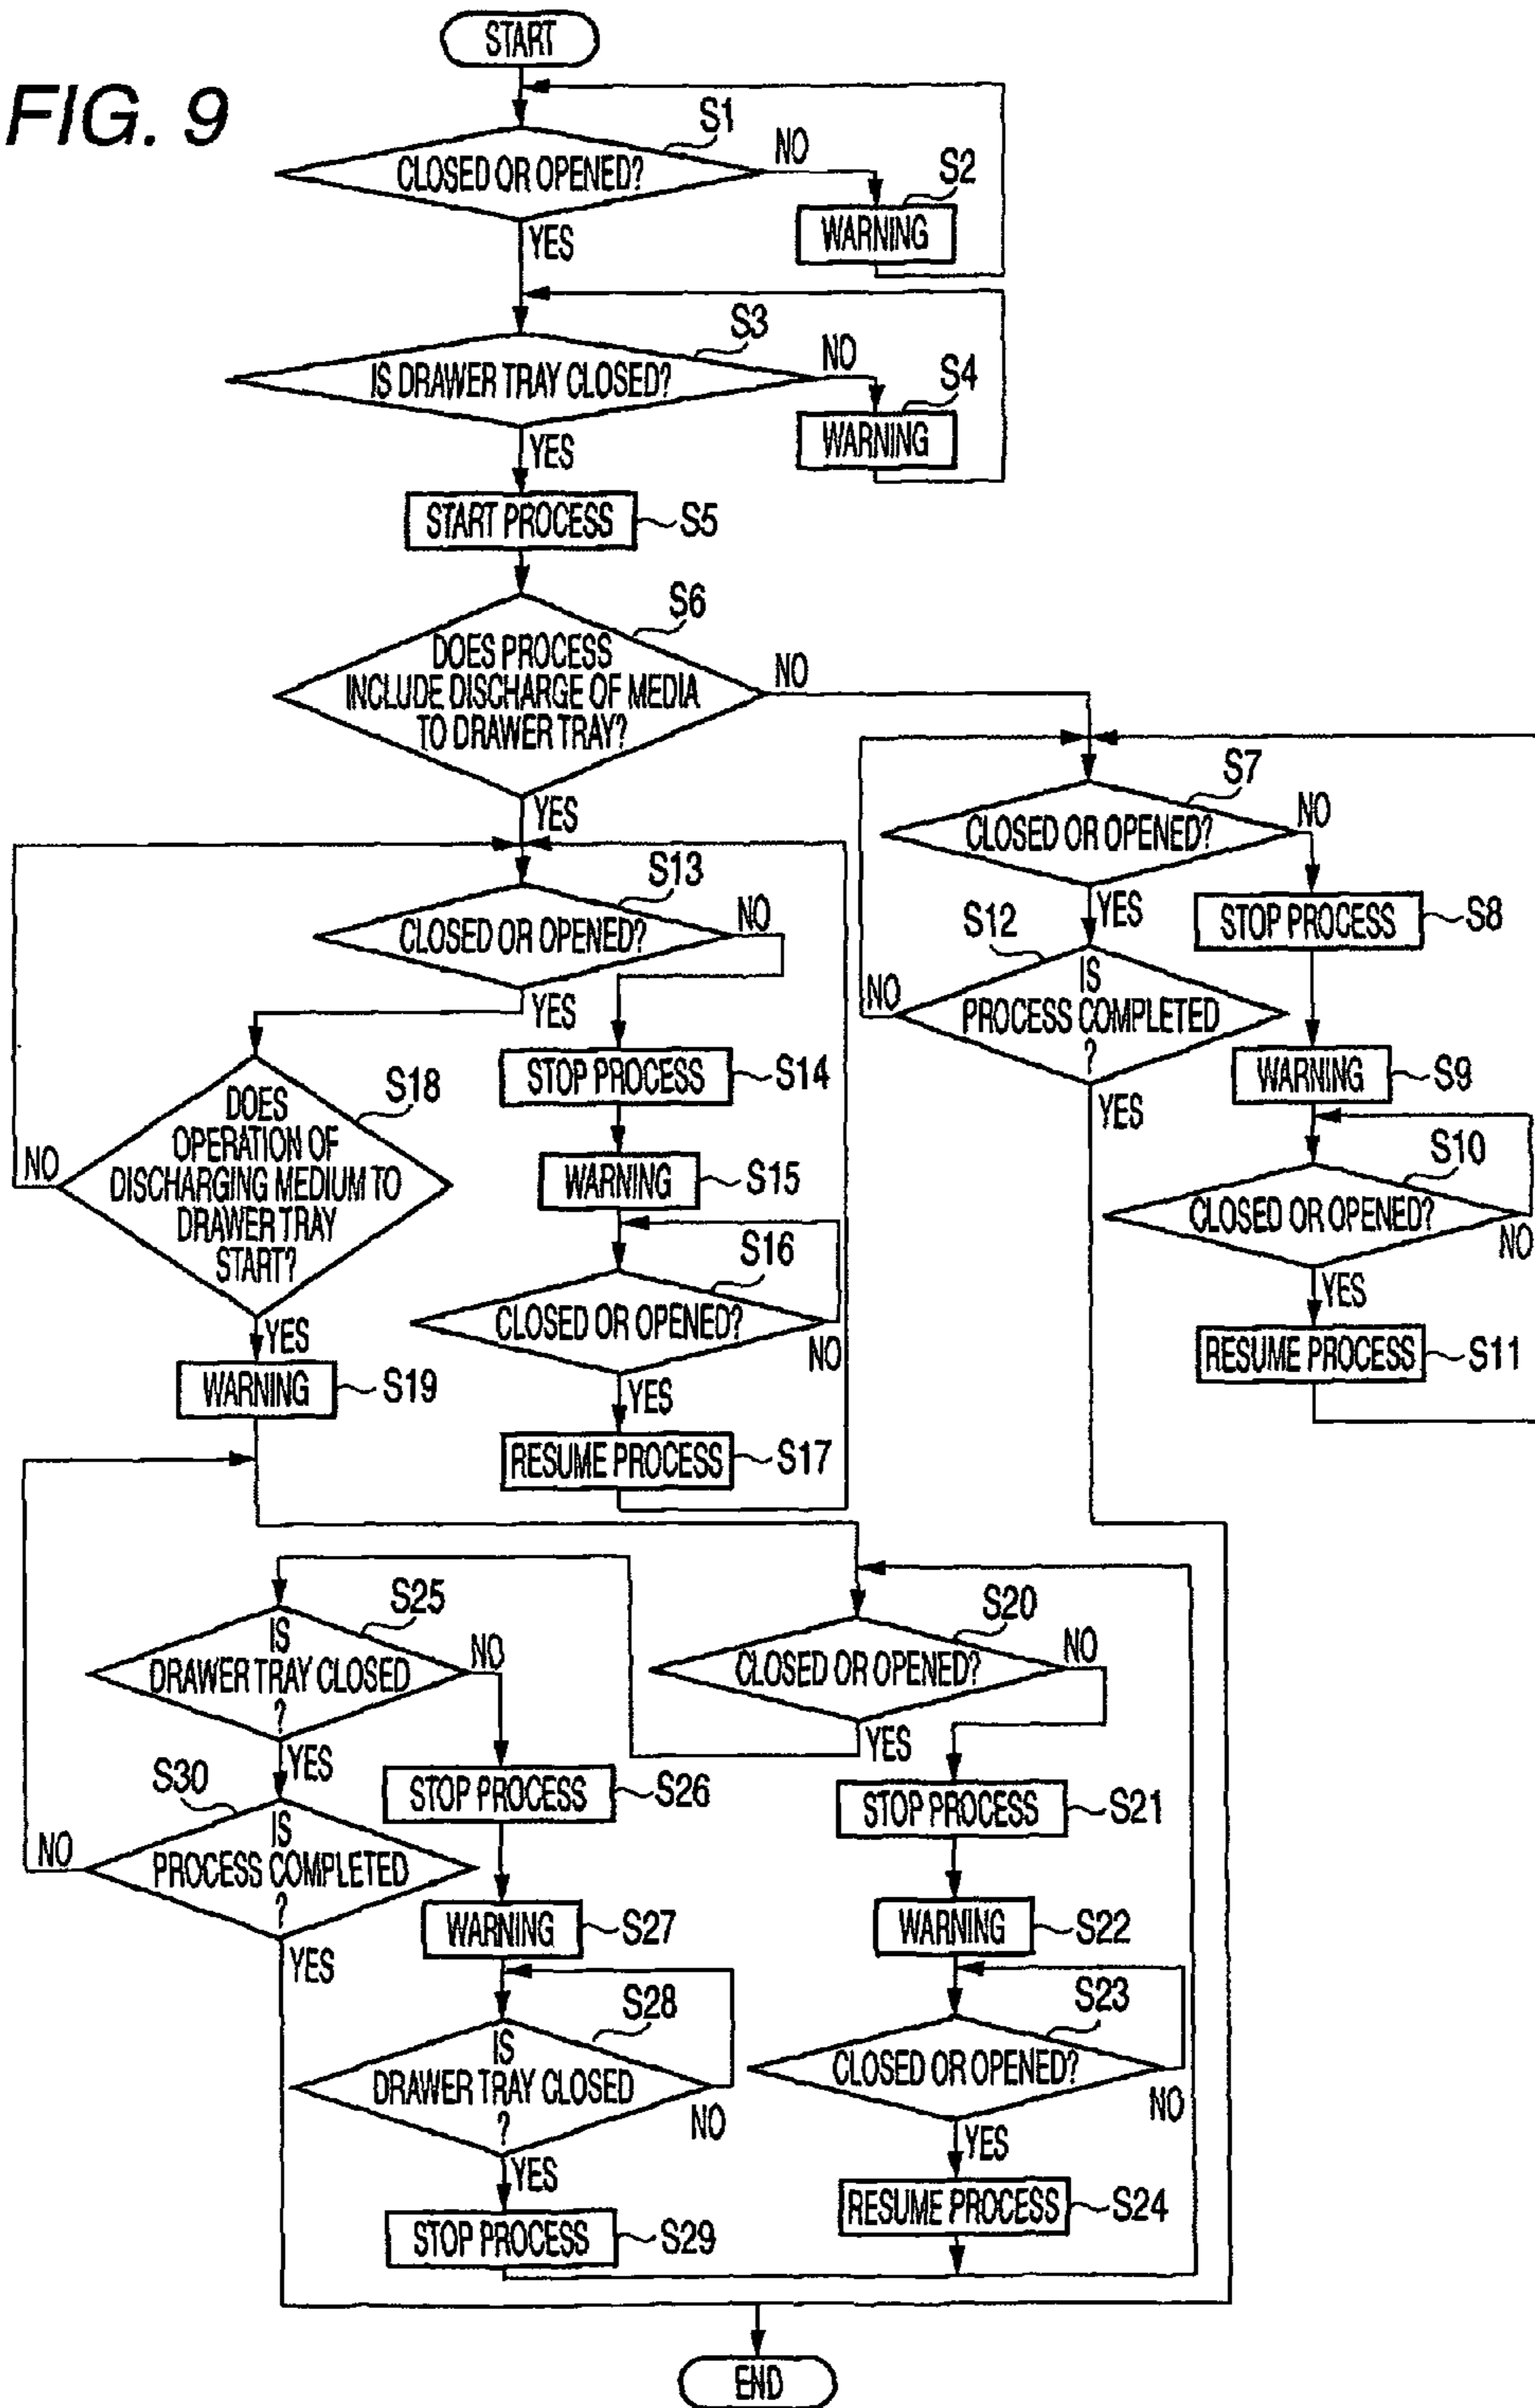 FIG. 9
START
S1
CLOSED OR OPENED?
NO
S2
WARNING
YES
S3
IS DRAWER TRAY CLOSED?
NO
S4
WARNING
YES
START PROCESS
S5
S6
DOES PROCESS
INCLUDE DISCHARGE OF MEDIA
TO DRAWER TRAY?
NO
YES
S7
CLOSED OR OPENED?
NO
YES
STOP PROCESS
S8
S12
IS
PROCESS COMPLETED
?
NO
YES
WARNING
S9
S10
CLOSED OR OPENED?
NO
YES
RESUME PROCESS
S11
S13
CLOSED OR OPENED?
NO
YES
STOP PROCESS
S14
WARNING
S15
S16
CLOSED OR OPENED?
NO
YES
RESUME PROCESS
S17
S18
DOES
OPERATION OF
DISCHARGING MEDIUM TO
DRAWER TRAY
START?
NO
YES
WARNING
S19
S20
CLOSED OR OPENED?
NO
YES
STOP PROCESS
S21
WARNING
S22
S23
CLOSED OR OPENED?
NO
YES
RESUME PROCESS
S24
S25
IS
DRAWER TRAY CLOSED
?
NO
YES
STOP PROCESS
S26
WARNING
S27
S28
IS
DRAWER TRAY CLOSED
?
NO
YES
STOP PROCESS
S29
S30
IS
PROCESS COMPLETED
?
NO
YES
END